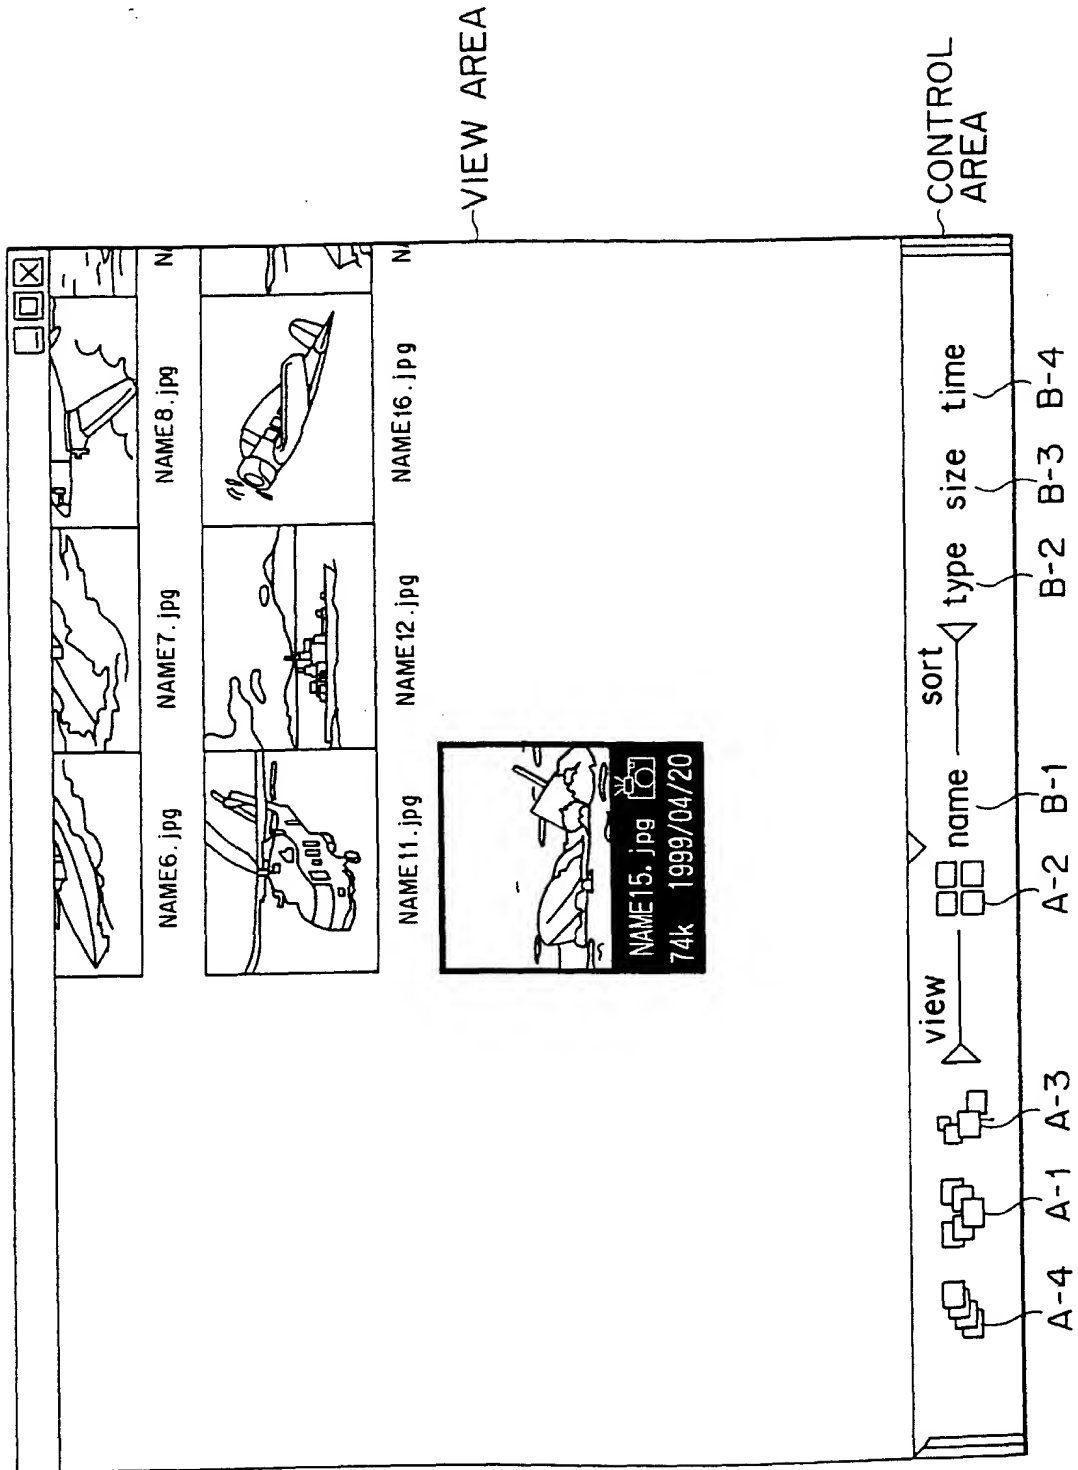 NAME6.jpg NAME7.jpg NAME8.jpg N
NAME11.jpg NAME12.jpg NAME16.jpg NA
NAME15.jpg
74k 1999/04/20
VIEW AREA
view sort
name type size time
CONTROL
AREA
A-4 A-1 A-3 A-2 B-1 B-2 B-3 B-4